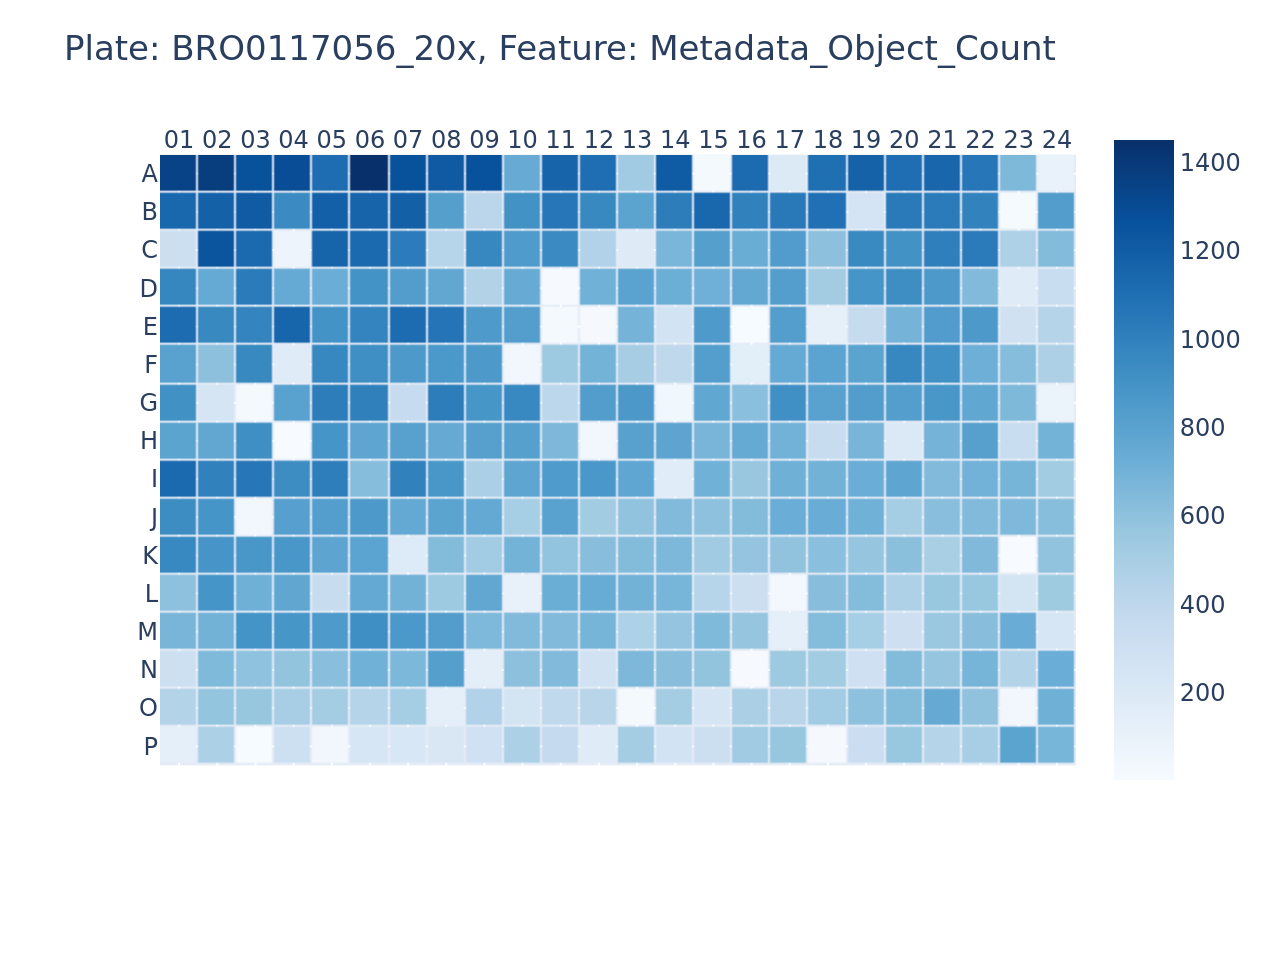 Plate: BRO0117056_20x, Feature: Metadata_Object_Count
01 02 03 04 05 06 07 08 09 10 11 12 13 14 15 16 17 18 19 20 21 22 23 24
A
B
C
D
E
F
G
H
I
J
K
L
M
N
O
P
1400
1200
1000
800
600
400
200